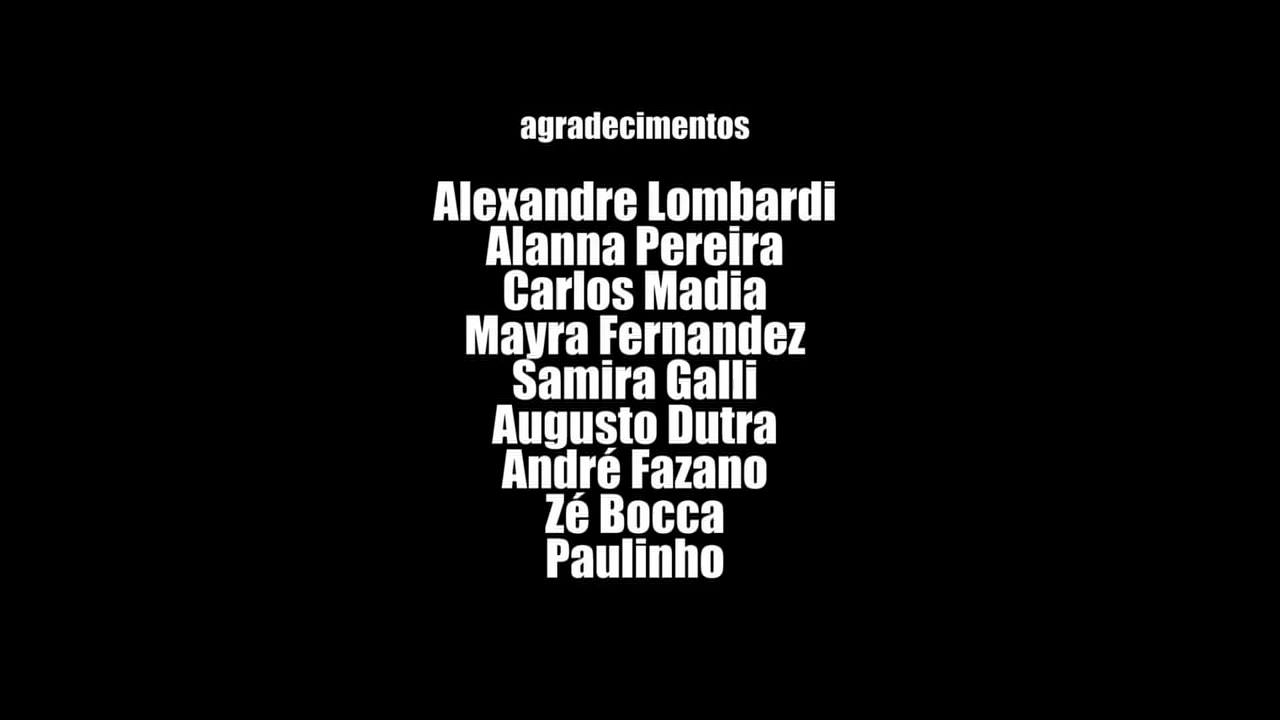 agradecimentos
Alexandre Lombardi
Alanna Pereira
Carlos Madia
Mayra Fernandez
Samira Galli
Augusto Dutra
André Fazano
Zé Bocca
Paulinho